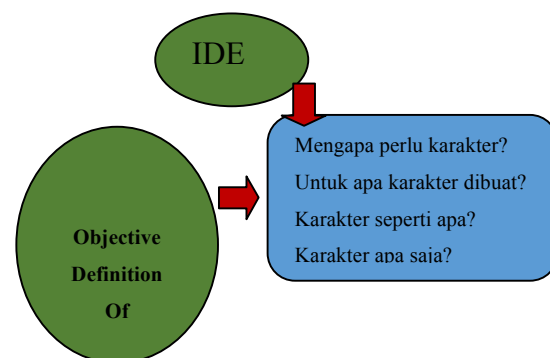 IDE
Mengapa perlu karakter?
Untuk apa karakter dibuat?
Karakter seperti apa?
Karakter apa saja?
Objective
Definition
Of